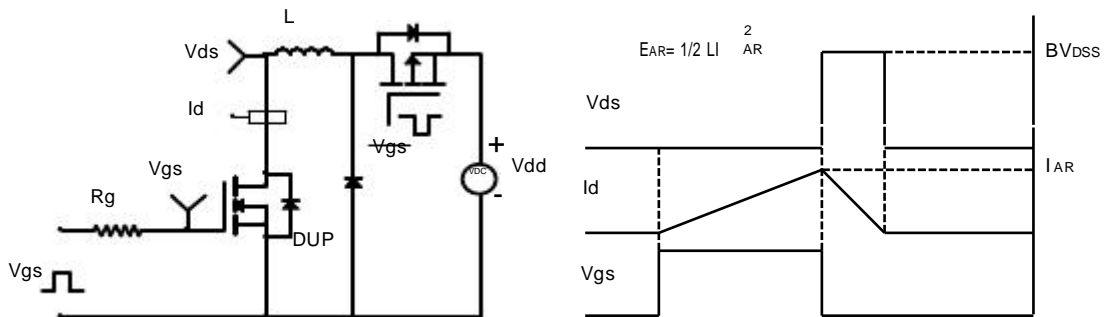 L
Vds
Id
Vgs
Vgs
+
VDC
Vdd
-
Rg
DUP
Vgs
EAR= 1/2 LI 2 AR
BVDSS
Vds
IAR
Id
Vgs